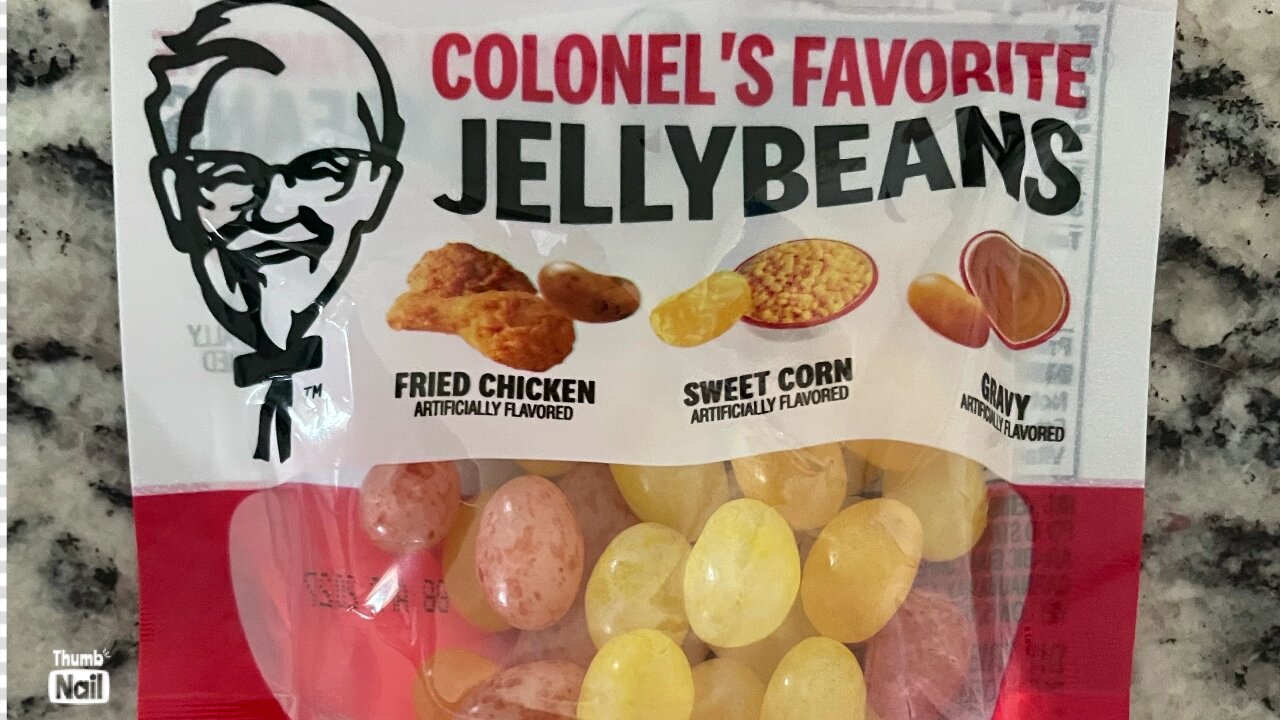 COLONEL'S FAVORITE
JELLYBEANS
TM
FRIED CHICKEN
ARTIFICIALLY FLAVORED
SWEET CORN
ARTIFICIALLY FLAVORED
GRAVY
ARTIFICIALLY FLAVORED
Thumb
Nail